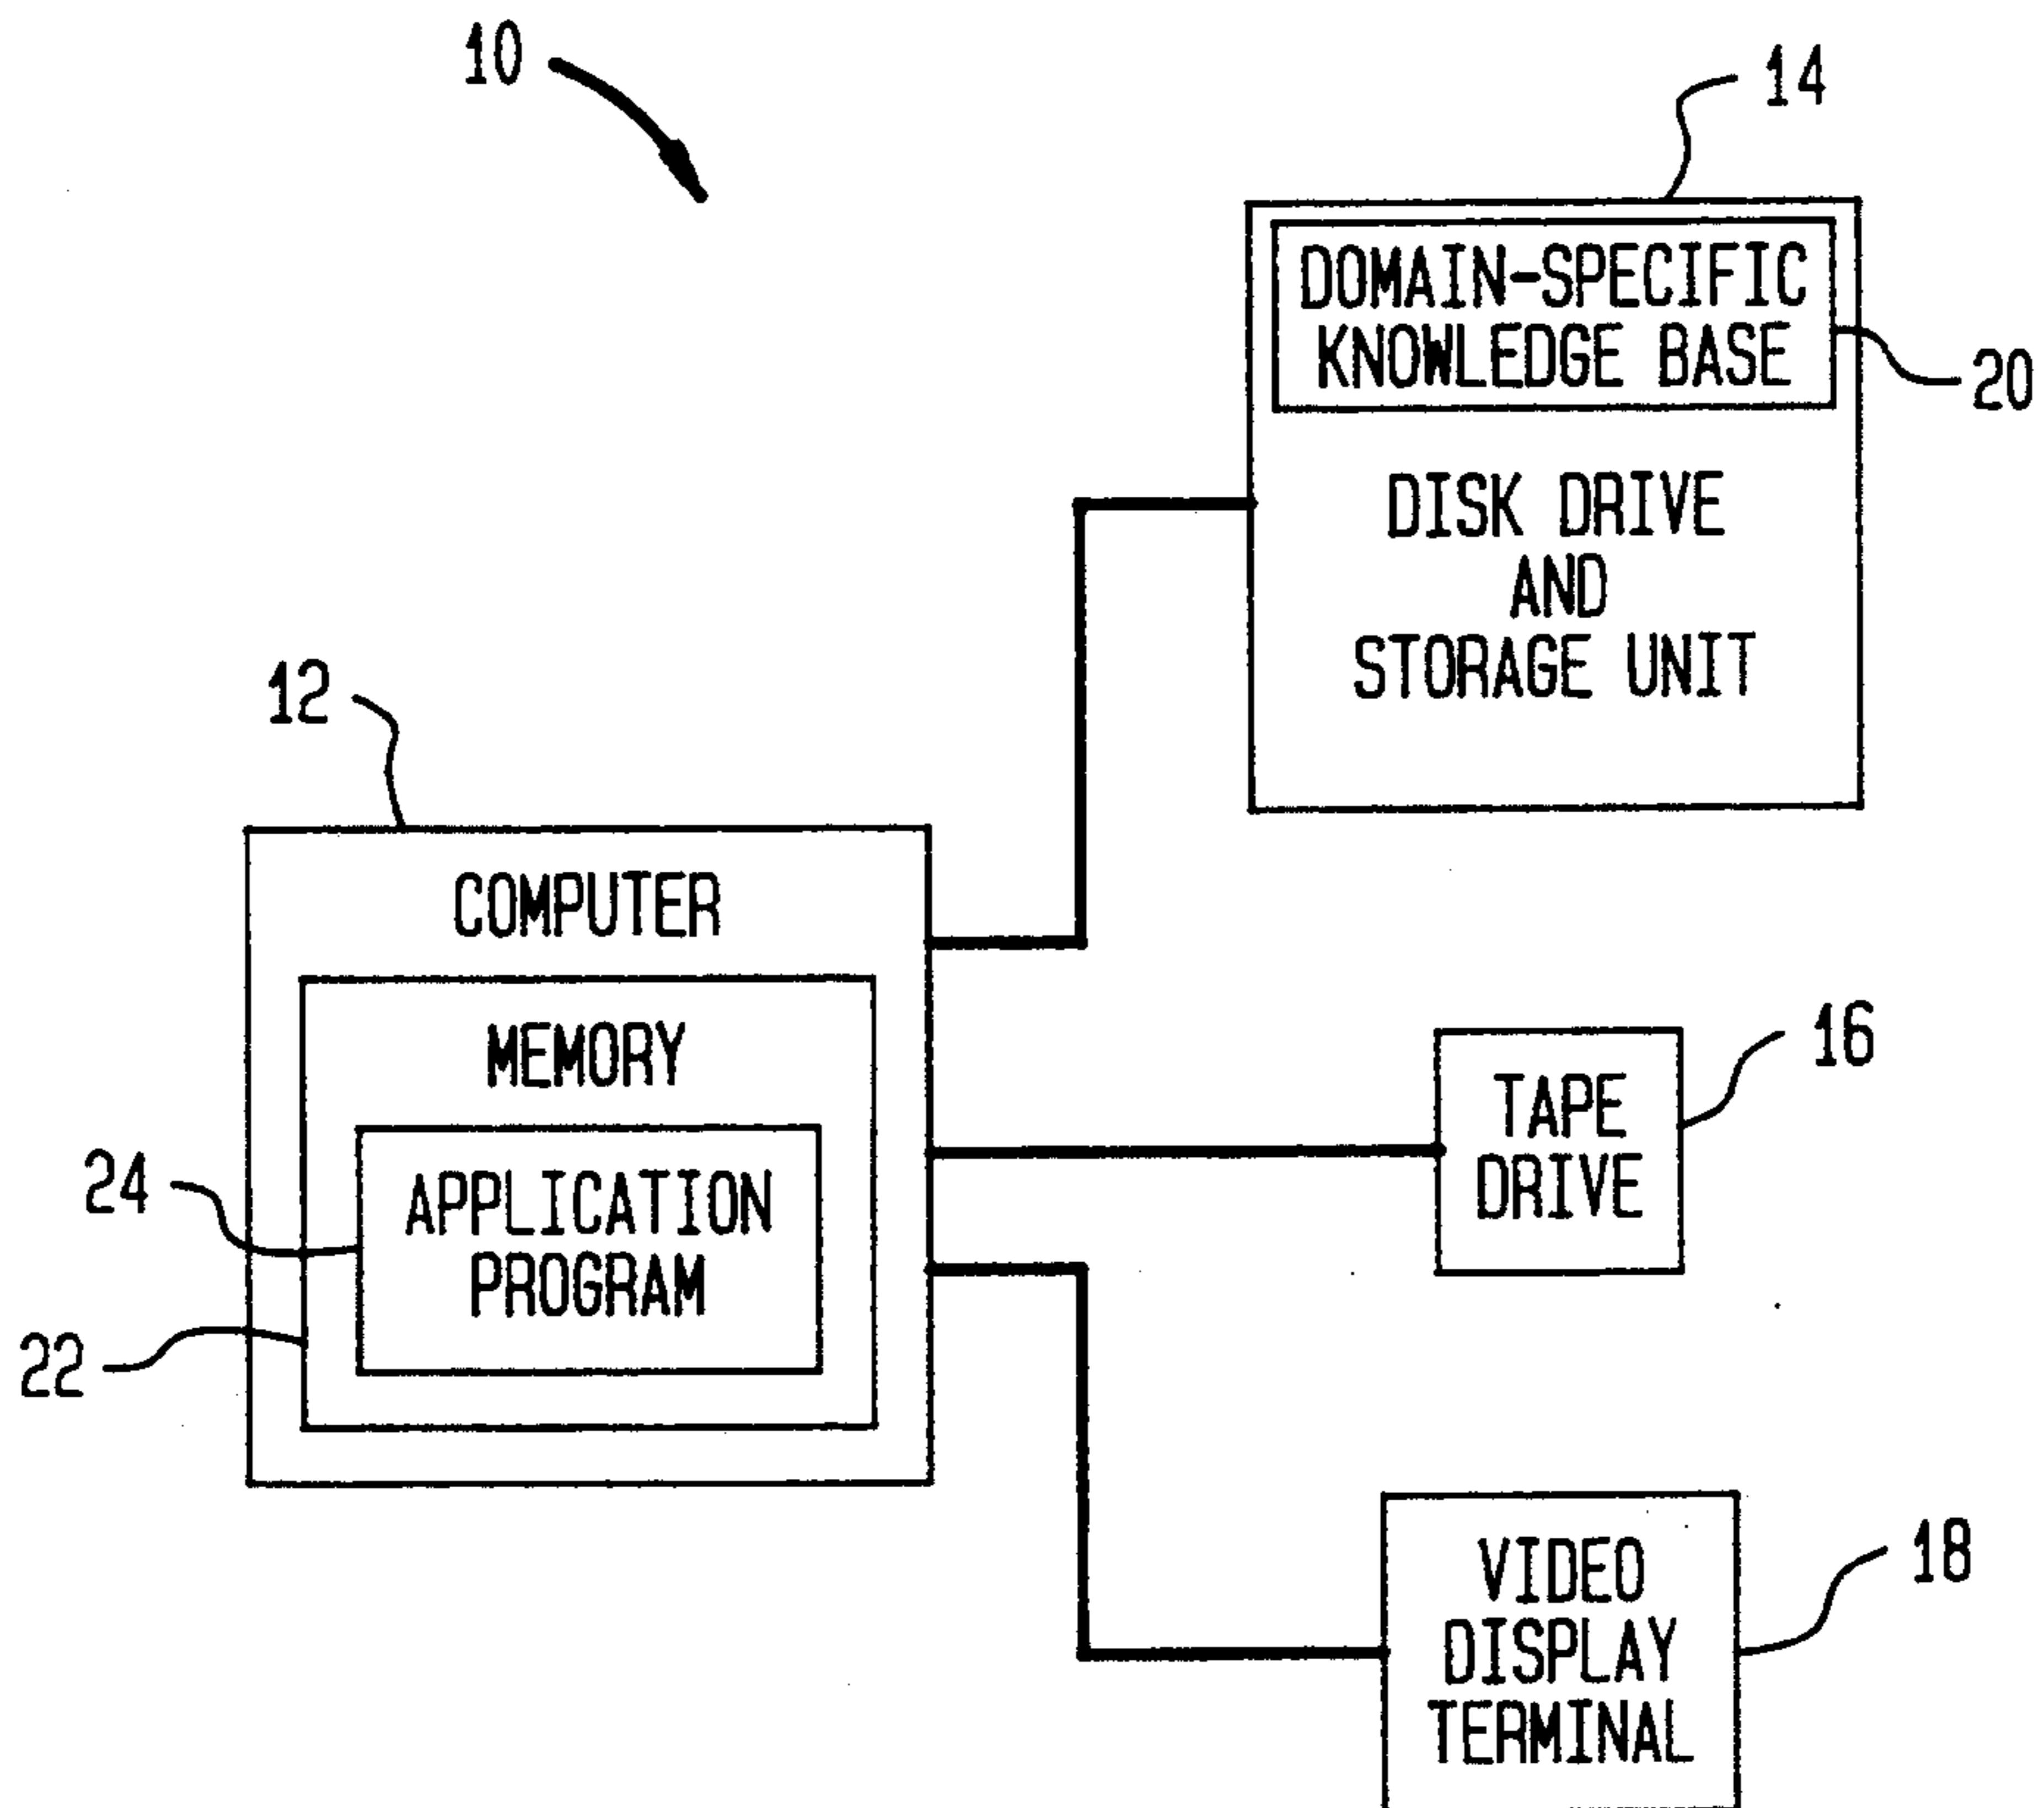 10
14
DOMAIN-SPECIFIC
KNOWLEDGE BASE
20
DISK DRIVE
AND
STORAGE UNIT
12
COMPUTER
MEMORY
24
APPLICATION
PROGRAM
22
16
TAPE
DRIVE
18
VIDEO
DISPLAY
TERMINAL